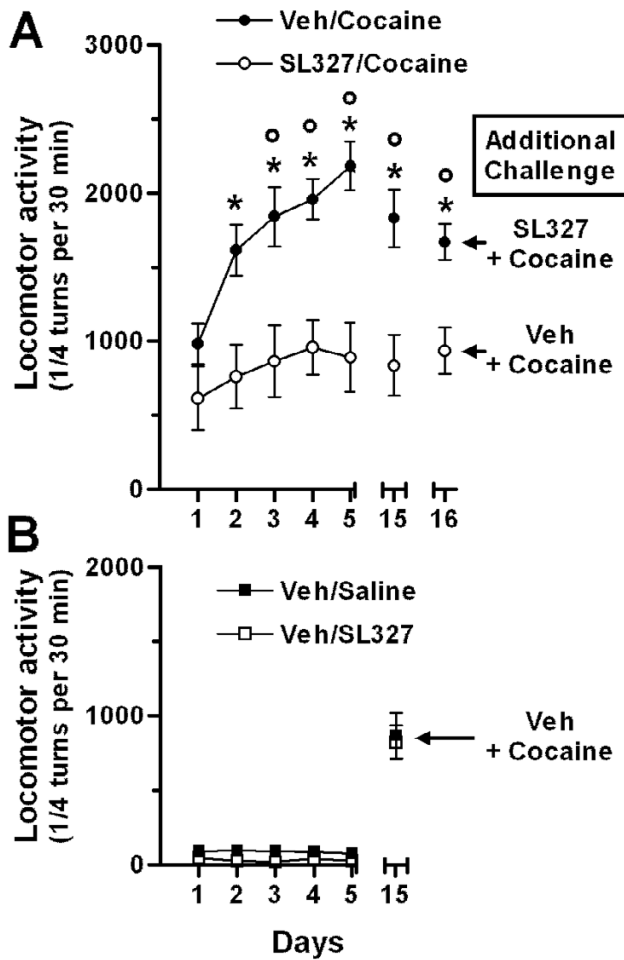 A
Veh/Cocaine
SL327/Cocaine
3000
2000
1000
0
Locomotor activity
(1/4 turns per 30 min)
* * * * * *
Additional
Challenge
SL327
+ Cocaine
Veh
+ Cocaine
1 2 3 4 5 15 16
B
Veh/Saline
Veh/SL327
2000
1000
0
Locomotor activity
(1/4 turns per 30 min)
Veh
+ Cocaine
1 2 3 4 5 15
Days